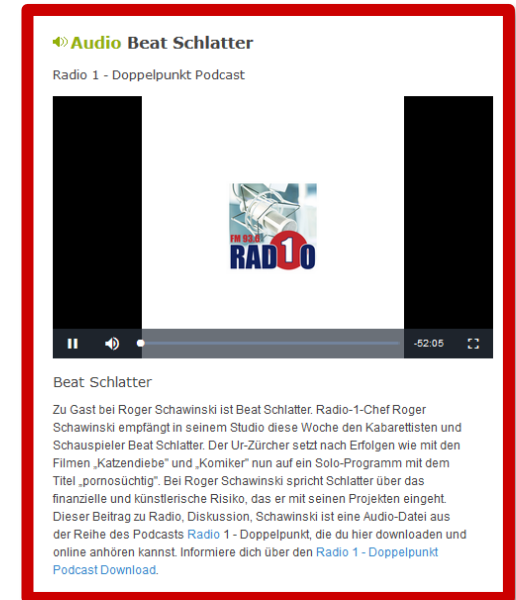 Audio Beat Schlatter
Radio 1 - Doppelpunkt Podcast
FM 93.6
RAD1O
-52:05
Beat Schlatter
Zu Gast bei Roger Schawinski ist Beat Schlatter. Radio-1-Chef Roger
Schawinski empfängt in seinem Studio diese Woche den Kabarettisten und
Schauspieler Beat Schlatter. Der Ur-Zürcher setzt nach Erfolgen wie mit den
Filmen „Katzendiebe" und „Komiker" nun auf ein Solo-Programm mit dem
Titel „pornosüchtig". Bei Roger Schawinski spricht Schlatter über das
finanzielle und künstlerische Risiko, das er mit seinen Projekten eingeht.
Dieser Beitrag zu Radio, Diskussion, Schawinski ist eine Audio-Datei aus
der Reihe des Podcasts Radio 1 - Doppelpunkt, die du hier downloaden und
online anhören kannst. Informiere dich über den Radio 1 - Doppelpunkt
Podcast Download.